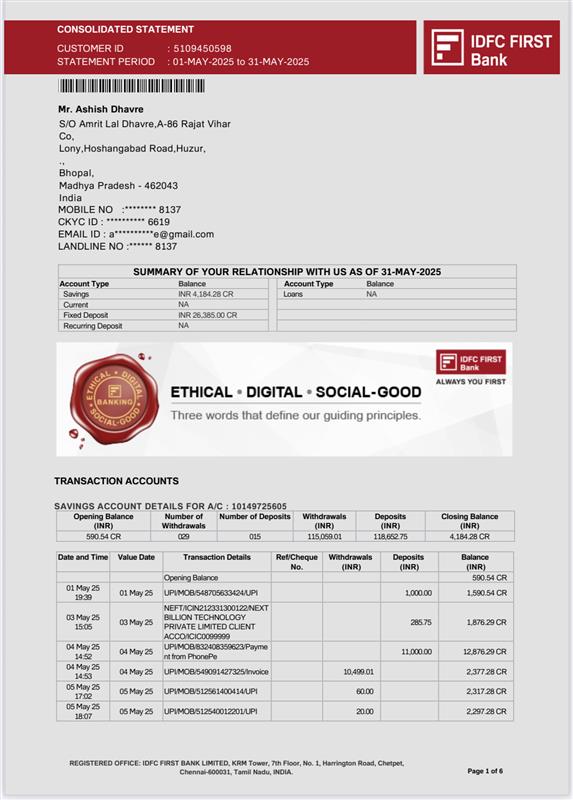 CONSOLIDATED STATEMENT
CUSTOMER ID : 5109450598
STATEMENT PERIOD : 01-MAY-2025 to 31-MAY-2025
IDFC FIRST
Bank
Mr. Ashish Dhavre
S/O Amrit Lal Dhavre,A-86 Rajat Vihar
Co,
Lony,Hoshangabad Road,Huzur,
.,
Bhopal,
Madhya Pradesh - 462043
India
MOBILE NO :******** 8137
CKYC ID : ********** 6619
EMAIL ID : a**********e@gmail.com
LANDLINE NO :****** 8137
SUMMARY OF YOUR RELATIONSHIP WITH US AS OF 31-MAY-2025
Account Type Balance Account Type Balance
Savings INR 4,184.28 CR Loans NA
Current NA
Fixed Deposit INR 26,385.00 CR
Recurring Deposit NA
ETHICAL • DIGITAL • SOCIAL-GOOD
BANKING
IDFC FIRST
Bank
ALWAYS YOU FIRST
ETHICAL • DIGITAL • SOCIAL-GOOD
Three words that define our guiding principles.
TRANSACTION ACCOUNTS
SAVINGS ACCOUNT DETAILS FOR A/C : 10149725605
Opening Balance Number of Number of Deposits Withdrawals Deposits Closing Balance
(INR) Withdrawals (INR) (INR) (INR)
590.54 CR 029 015 115,059.01 118,652.75 4,184.28 CR
Date and Time Value Date Transaction Details Ref/Cheque Withdrawals Deposits Balance
No. (INR) (INR) (INR)
Opening Balance 590.54 CR
01 May 25 01 May 25 UPI/MOB/548705633424/UPI 1,000.00 1,590.54 CR
19:39
NEFT/ICIN212331300122/NEXT
03 May 25 03 May 25 BILLION TECHNOLOGY 285.75 1,876.29 CR
15:05 PRIVATE LIMITED CLIENT
ACCO/ICIC0099999
04 May 25 04 May 25 UPI/MOB/832408359623/Payme 11,000.00 12,876.29 CR
14:52 nt from PhonePe
04 May 25 04 May 25 UPI/MOB/549091427325/Invoice 10,499.01 2,377.28 CR
14:53
05 May 25 05 May 25 UPI/MOB/512561400414/UPI 60.00 2,317.28 CR
17:02
05 May 25 05 May 25 UPI/MOB/512540012201/UPI 20.00 2,297.28 CR
18:07
REGISTERED OFFICE: IDFC FIRST BANK LIMITED, KRM Tower, 7th Floor, No. 1, Harrington Road, Chetpet,
Chennai-600031, Tamil Nadu, INDIA.
Page 1 of 6